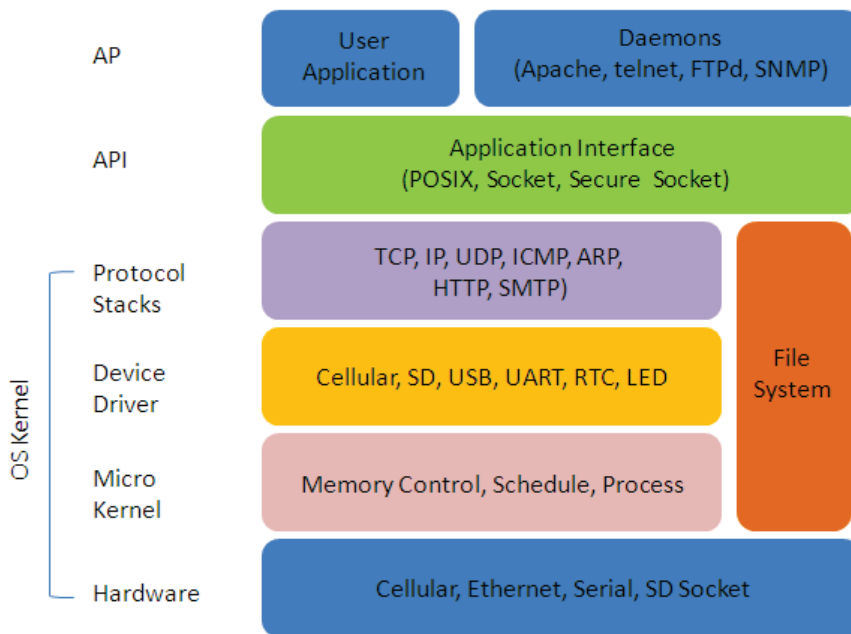 AP
User
Application
Daemons
(Apache, telnet, FTPd, SNMP)
API
Application Interface
(POSIX, Socket, Secure Socket)
OS Kernel
Protocol
Stacks
TCP, IP, UDP, ICMP, ARP,
HTTP, SMTP)
File
System
Device
Driver
Cellular, SD, USB, UART, RTC, LED
Micro
Kernel
Memory Control, Schedule, Process
Hardware
Cellular, Ethernet, Serial, SD Socket